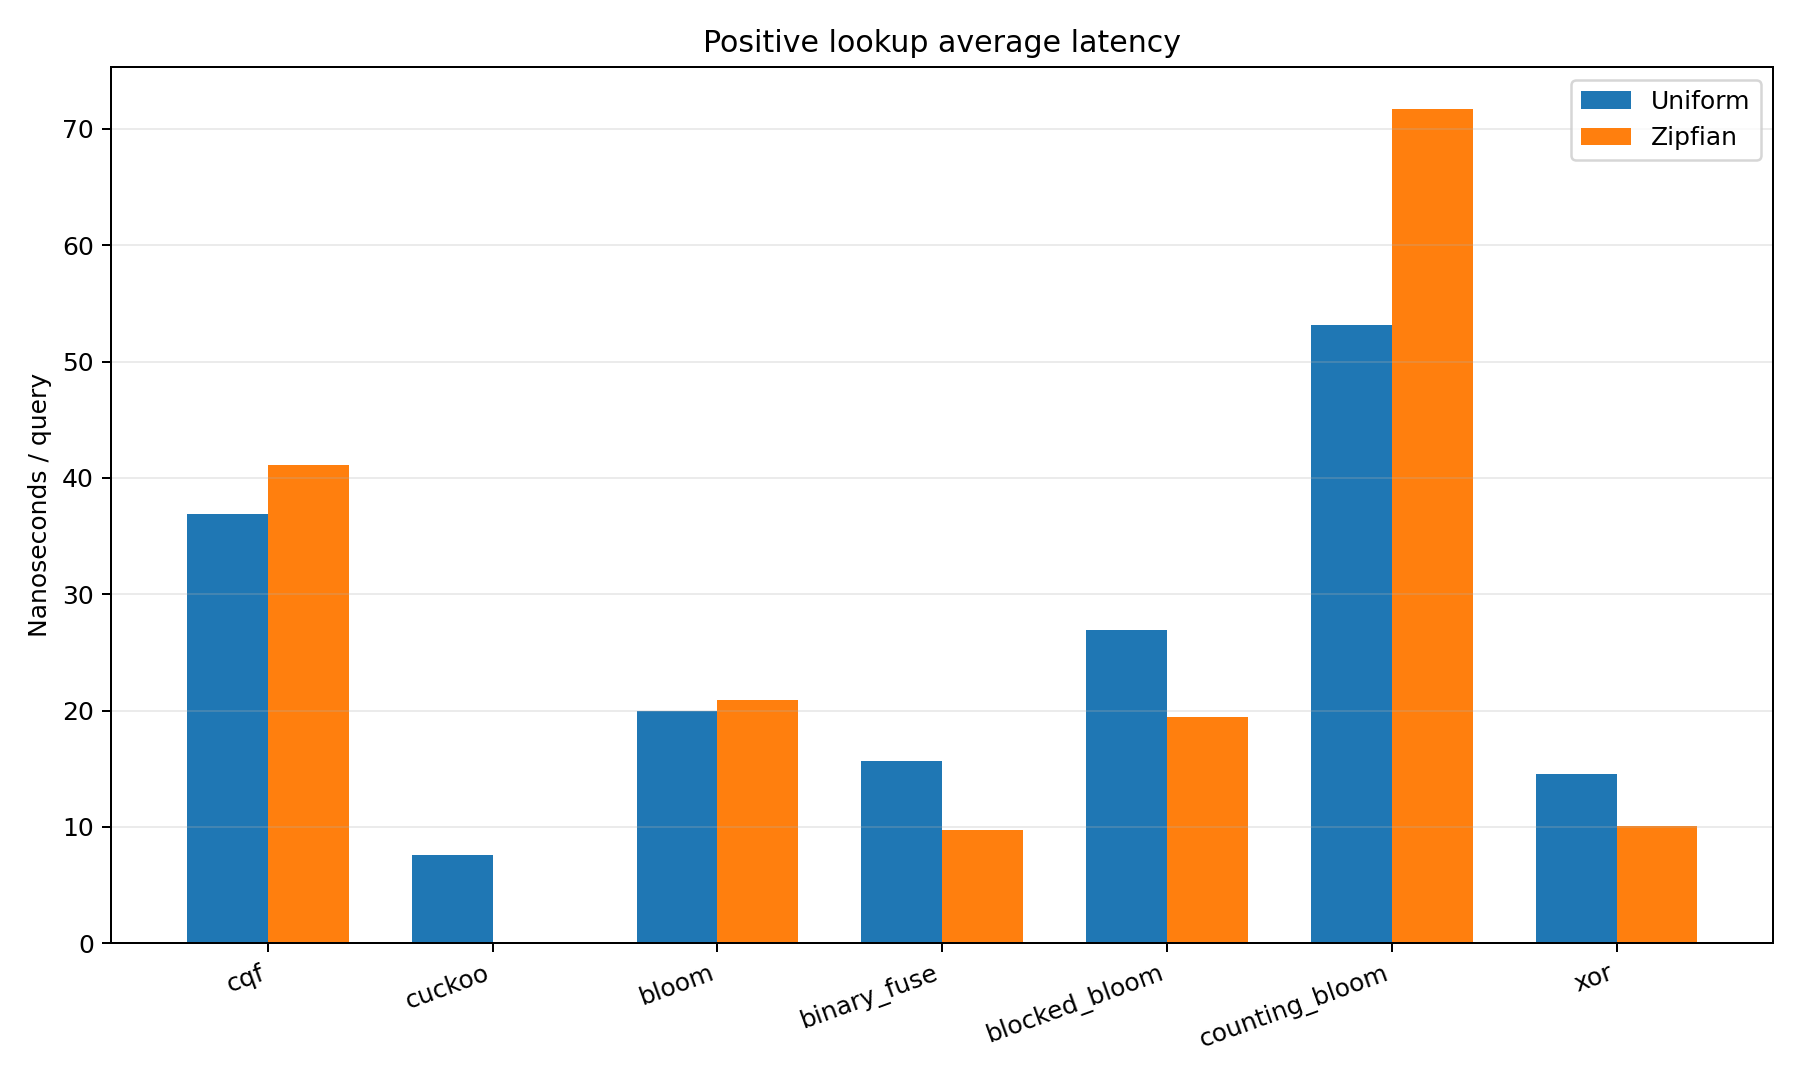 Positive lookup average latency
Uniform
Zipfian
Nanoseconds / query
70
60
50
40
30
20
10
0
cqf
cuckoo
bloom
binary_fuse
blocked_bloom
counting_bloom
xor